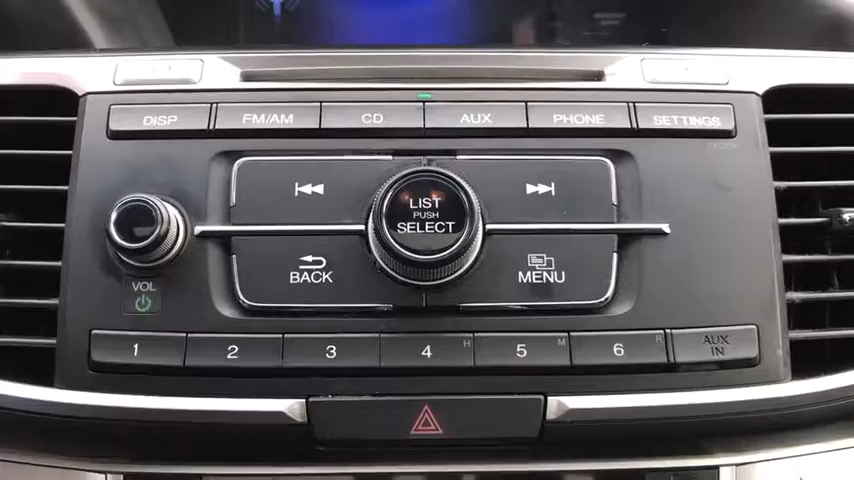 DISP FM/AM CD AUX PHONE SETTINGS
LIST
PUSH
SELECT
BACK MENU
VOL
1 2 3 4 H 5 M 6 R AUX
IN